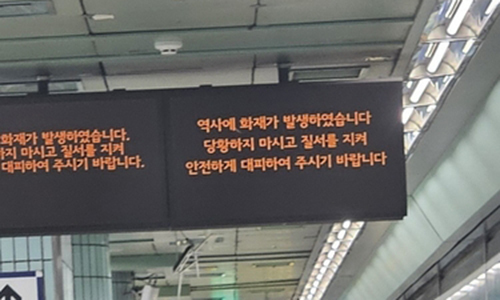 화재가 발생하였습니다.
하지 마시고 질서를 지켜
대피하여 주시기 바랍니다.
역사에 화재가 발생하였습니다
당황하지 마시고 질서를 지켜
안전하게 대피하여 주시기 바랍니다